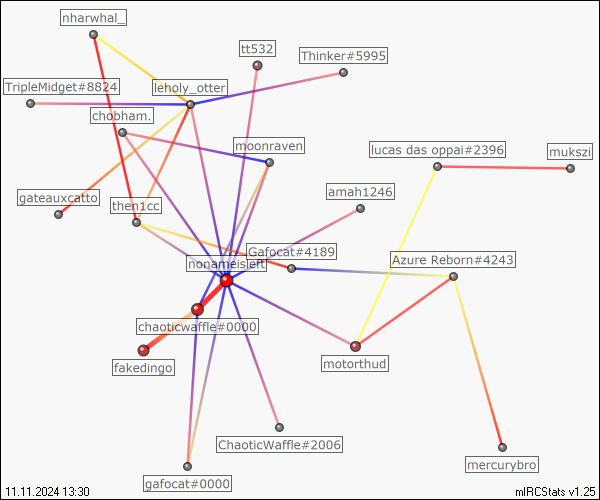 nharwhal_
tt532
Thinker#5995
TripleMidget#8824
leholy_otter
chobham.
moonraven
lucas das oppai#2396
mukszi
amah1246
gateauxcatto
then1cc
Gafocat#4189
nonameisleft
Azure Reborn#4243
chaoticwaffle#0000
fakedingo
motorthud
ChaoticWaffle#2006
mercurybro
gafocat#0000
11.11.2024 13:30
mIRCStats v1.25